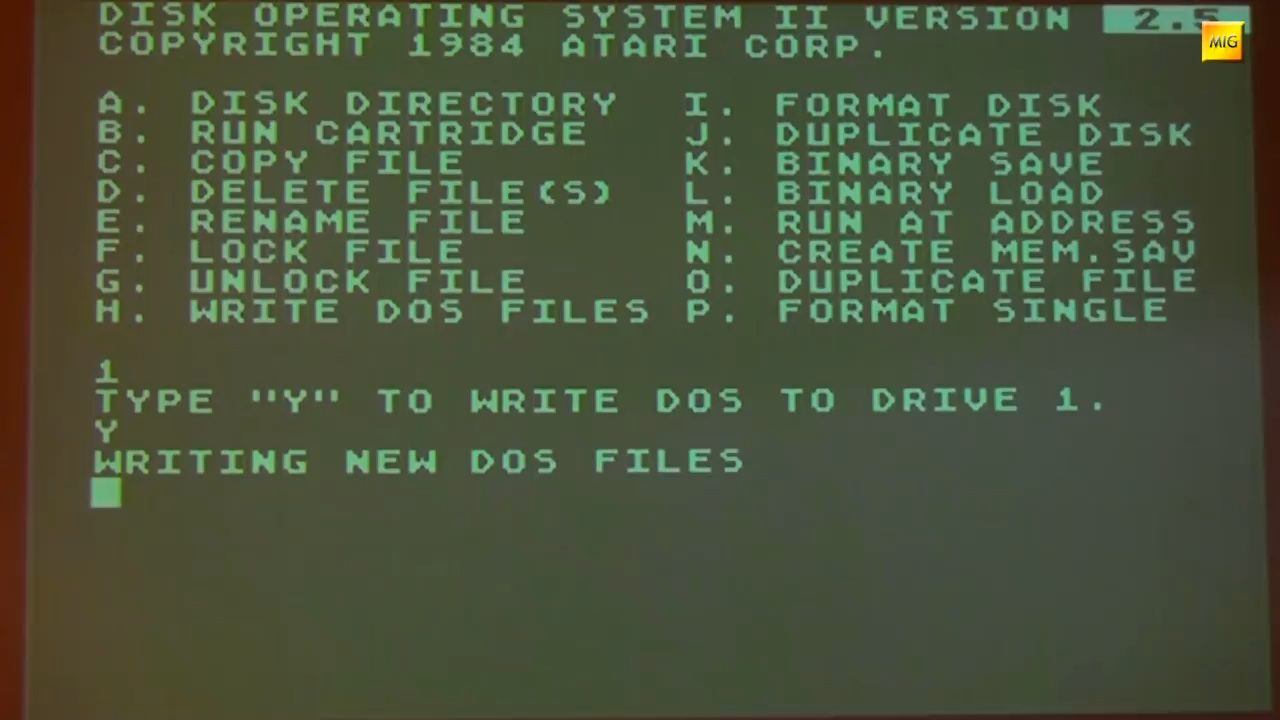 DISK OPERATING SYSTEM II VERSION 2.5
COPYRIGHT 1984 ATARI CORP.
A. DISK DIRECTORY I. FORMAT DISK
B. RUN CARTRIDGE J. DUPLICATE DISK
C. COPY FILE K. BINARY SAVE
D. DELETE FILE(S) L. BINARY LOAD
E. RENAME FILE M. RUN AT ADDRESS
F. LOCK FILE N. CREATE MEM.SAV
G. UNLOCK FILE O. DUPLICATE FILE
H. WRITE DOS FILES P. FORMAT SINGLE
1
TYPE "Y" TO WRITE DOS TO DRIVE 1.
Y
WRITING NEW DOS FILES
MIG